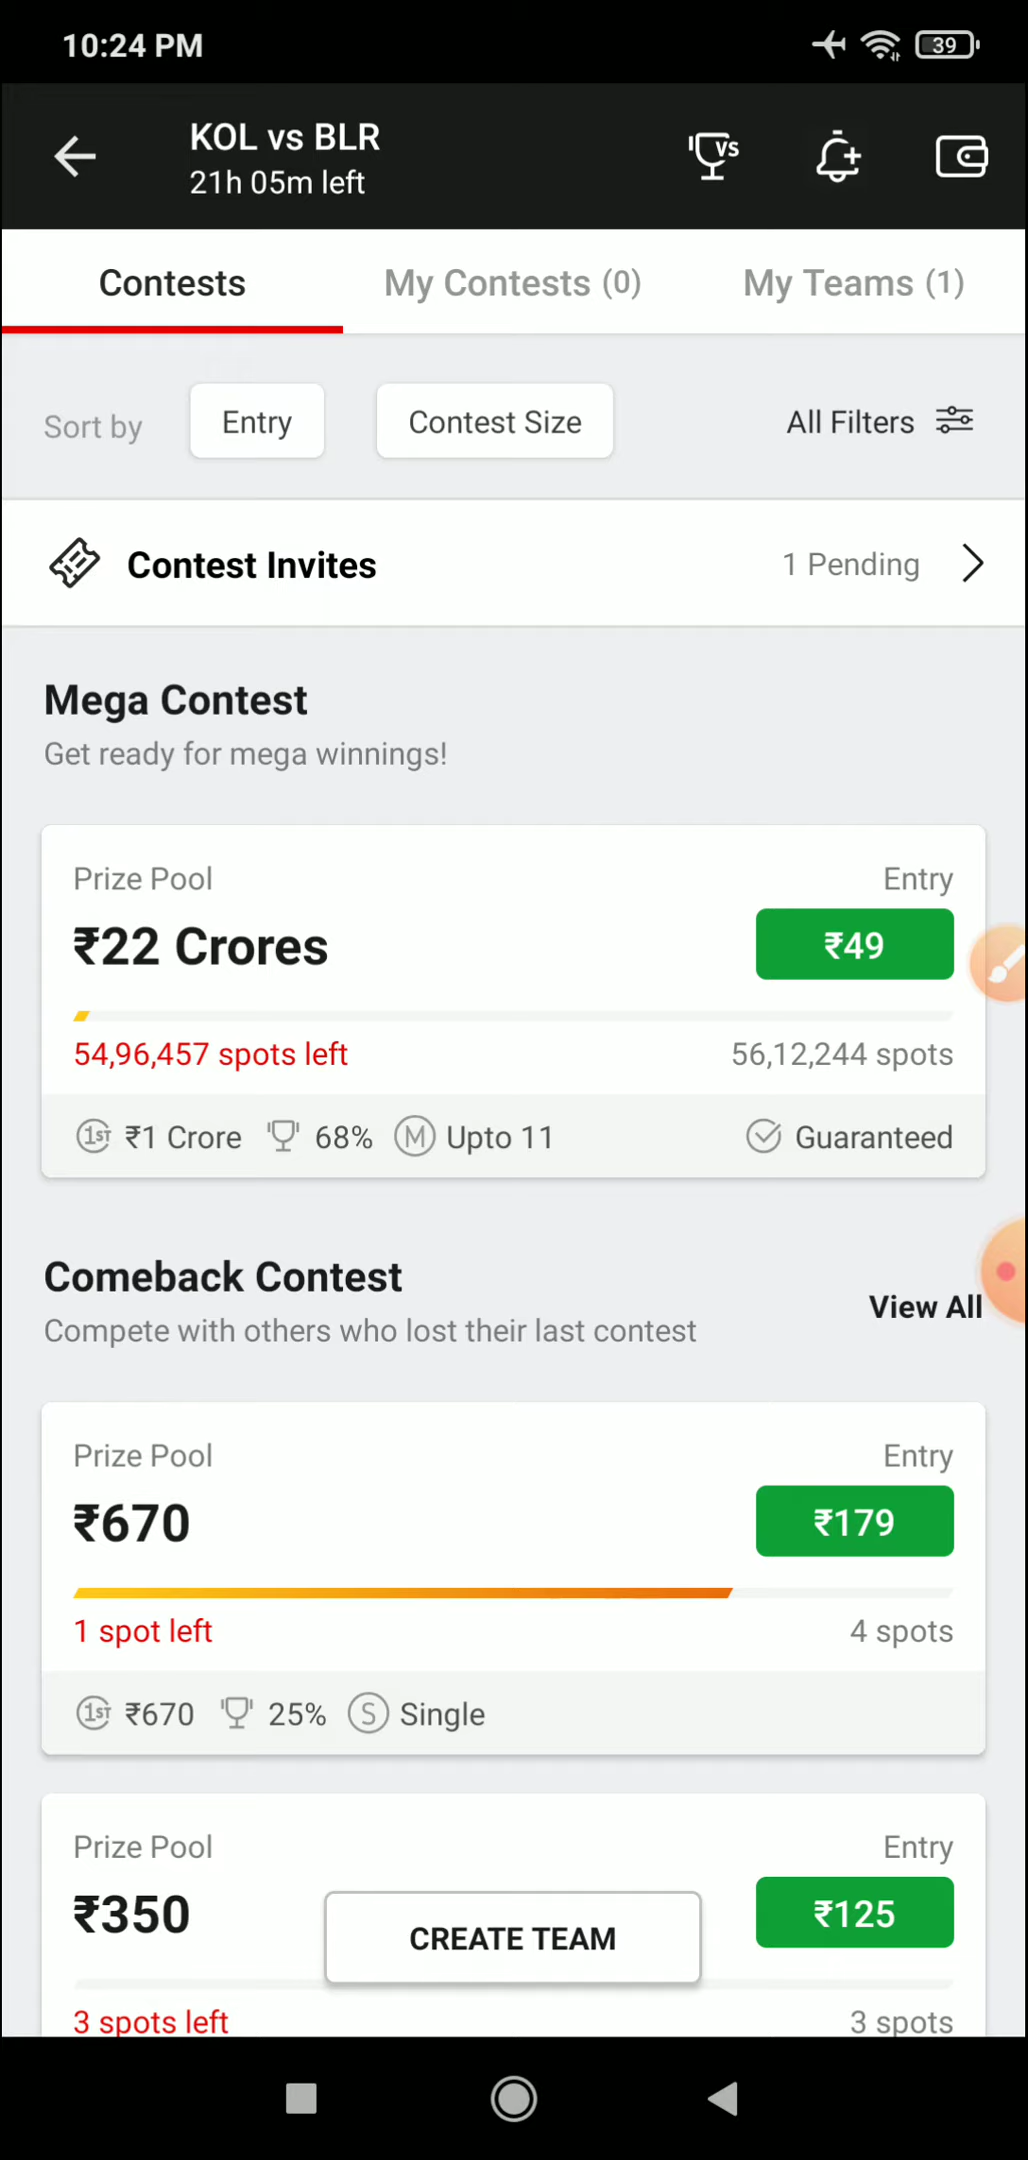 10:24 PM
39
KOL vs BLR
21h 05m left
VS
Contests
My Contests (0)
My Teams (1)
Sort by
Entry
Contest Size
All Filters
Contest Invites
1 Pending
Mega Contest
Get ready for mega winnings!
Prize Pool
Entry
₹22 Crores
₹49
54,96,457 spots left
56,12,244 spots
1ST ₹1 Crore
68%
M Upto 11
Guaranteed
Comeback Contest
Compete with others who lost their last contest
View All
Prize Pool
Entry
₹670
₹179
1 spot left
4 spots
1ST ₹670
25%
S Single
Prize Pool
Entry
₹350
₹125
CREATE TEAM
3 spots left
3 spots